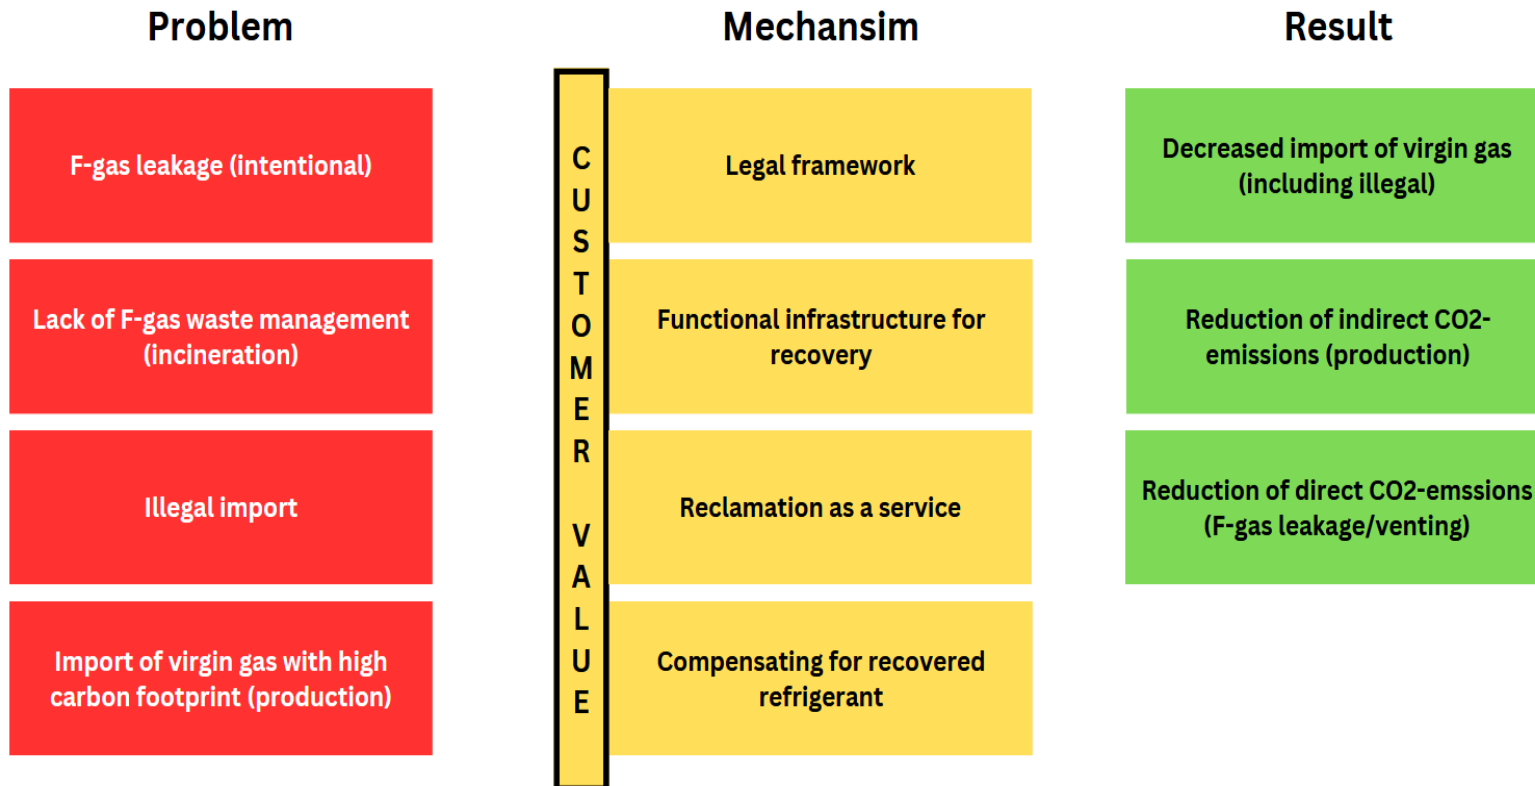 Problem
Mechansim
Result
F-gas leakage (intentional)
Lack of F-gas waste management
(incineration)
Illegal import
Import of virgin gas with high
carbon footprint (production)
CUSTOMER VALUE
Legal framework
Functional infrastructure for
recovery
Reclamation as a service
Compensating for recovered
refrigerant
Decreased import of virgin gas
(including illegal)
Reduction of indirect CO2-
emissions (production)
Reduction of direct CO2-emssions
(F-gas leakage/venting)